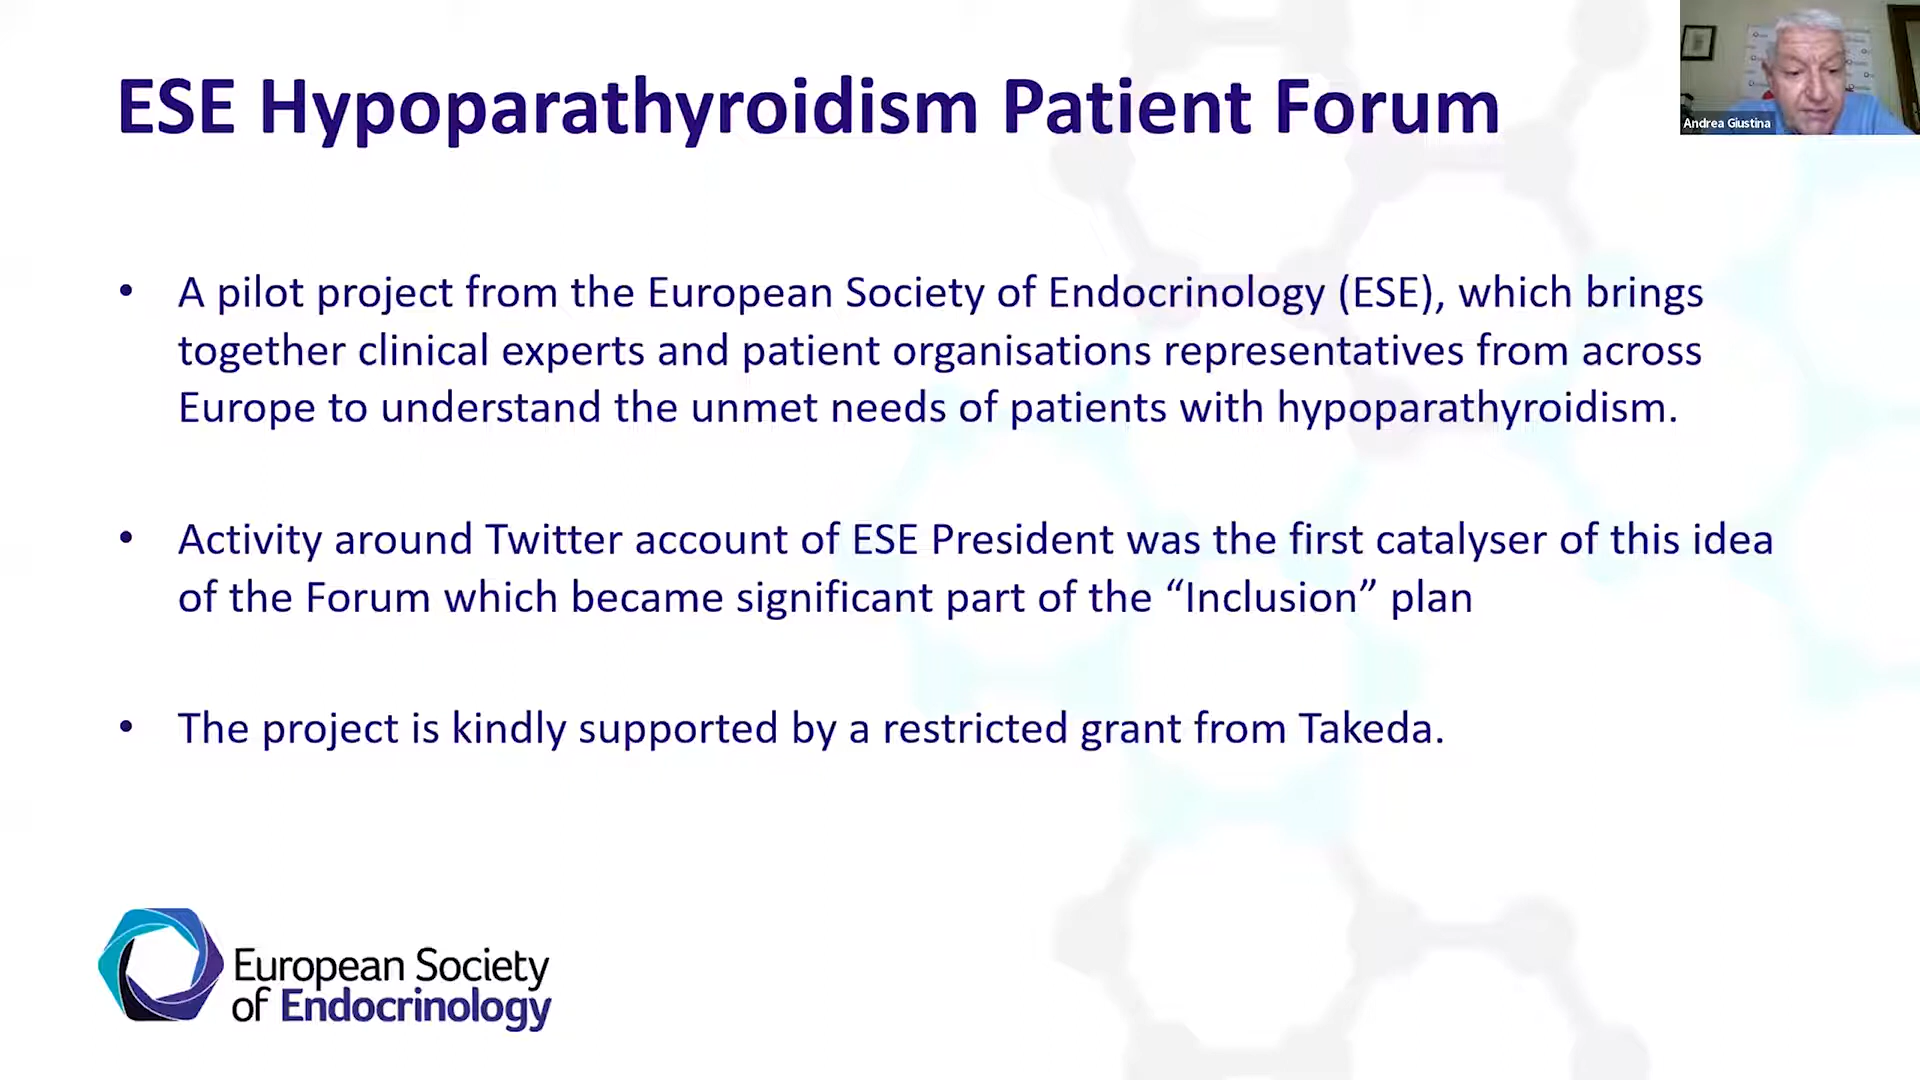 ESE Hypoparathyroidism Patient Forum
Andrea Giustina
• A pilot project from the European Society of Endocrinology (ESE), which brings
together clinical experts and patient organisations representatives from across
Europe to understand the unmet needs of patients with hypoparathyroidism.
• Activity around Twitter account of ESE President was the first catalyser of this idea
of the Forum which became significant part of the “Inclusion” plan
• The project is kindly supported by a restricted grant from Takeda.
European Society
of Endocrinology